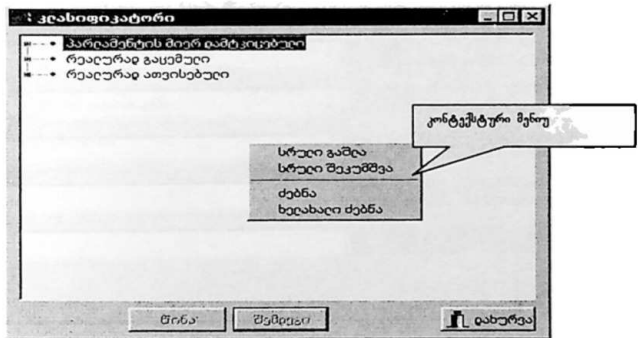 კლასიფიკატორი
პარლამენტის მიერ დამტკიცებული
რეალურად გაცემული
რეალურად ათვისებული
კონტექსტური მენიუ
სრული გაშლა
სრული შეკუმშვა
ძებნა
ხელახალი ძებნა
წინა
შემდეგი
დახურვა